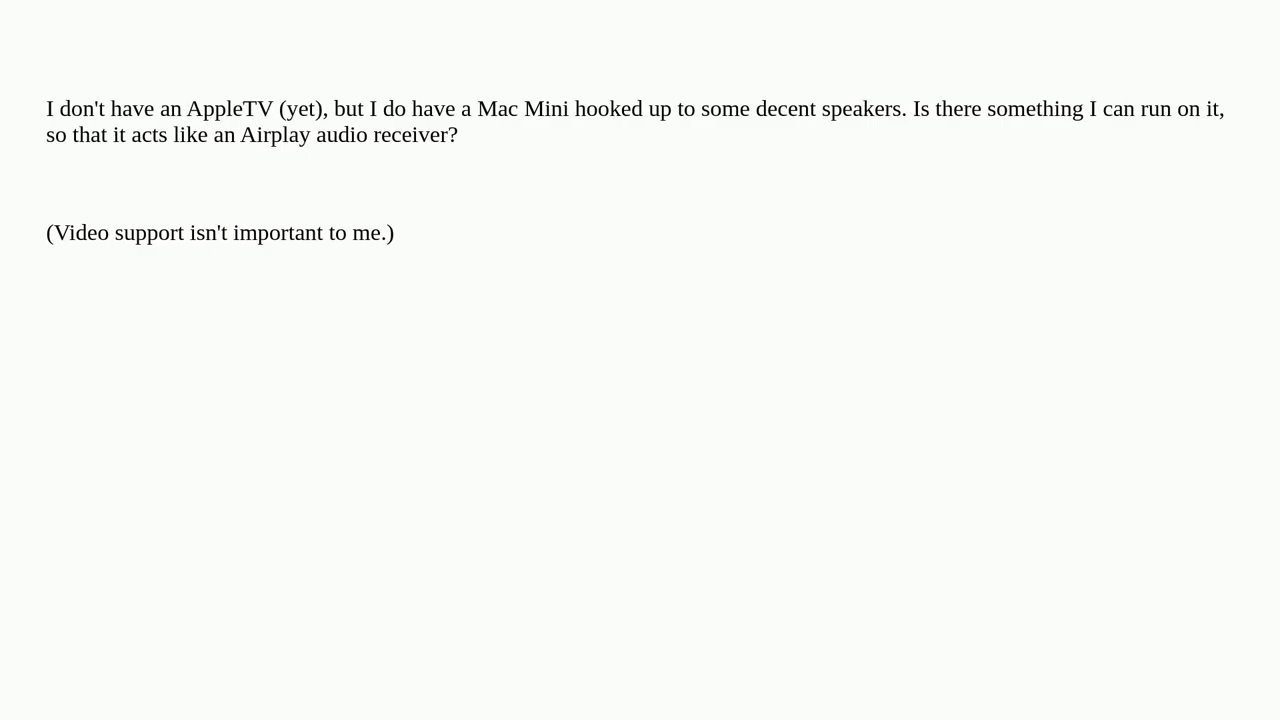 I don't have an AppleTV (yet), but I do have a Mac Mini hooked up to some decent speakers. Is there something I can run on it,
so that it acts like an Airplay audio receiver?
(Video support isn't important to me.)